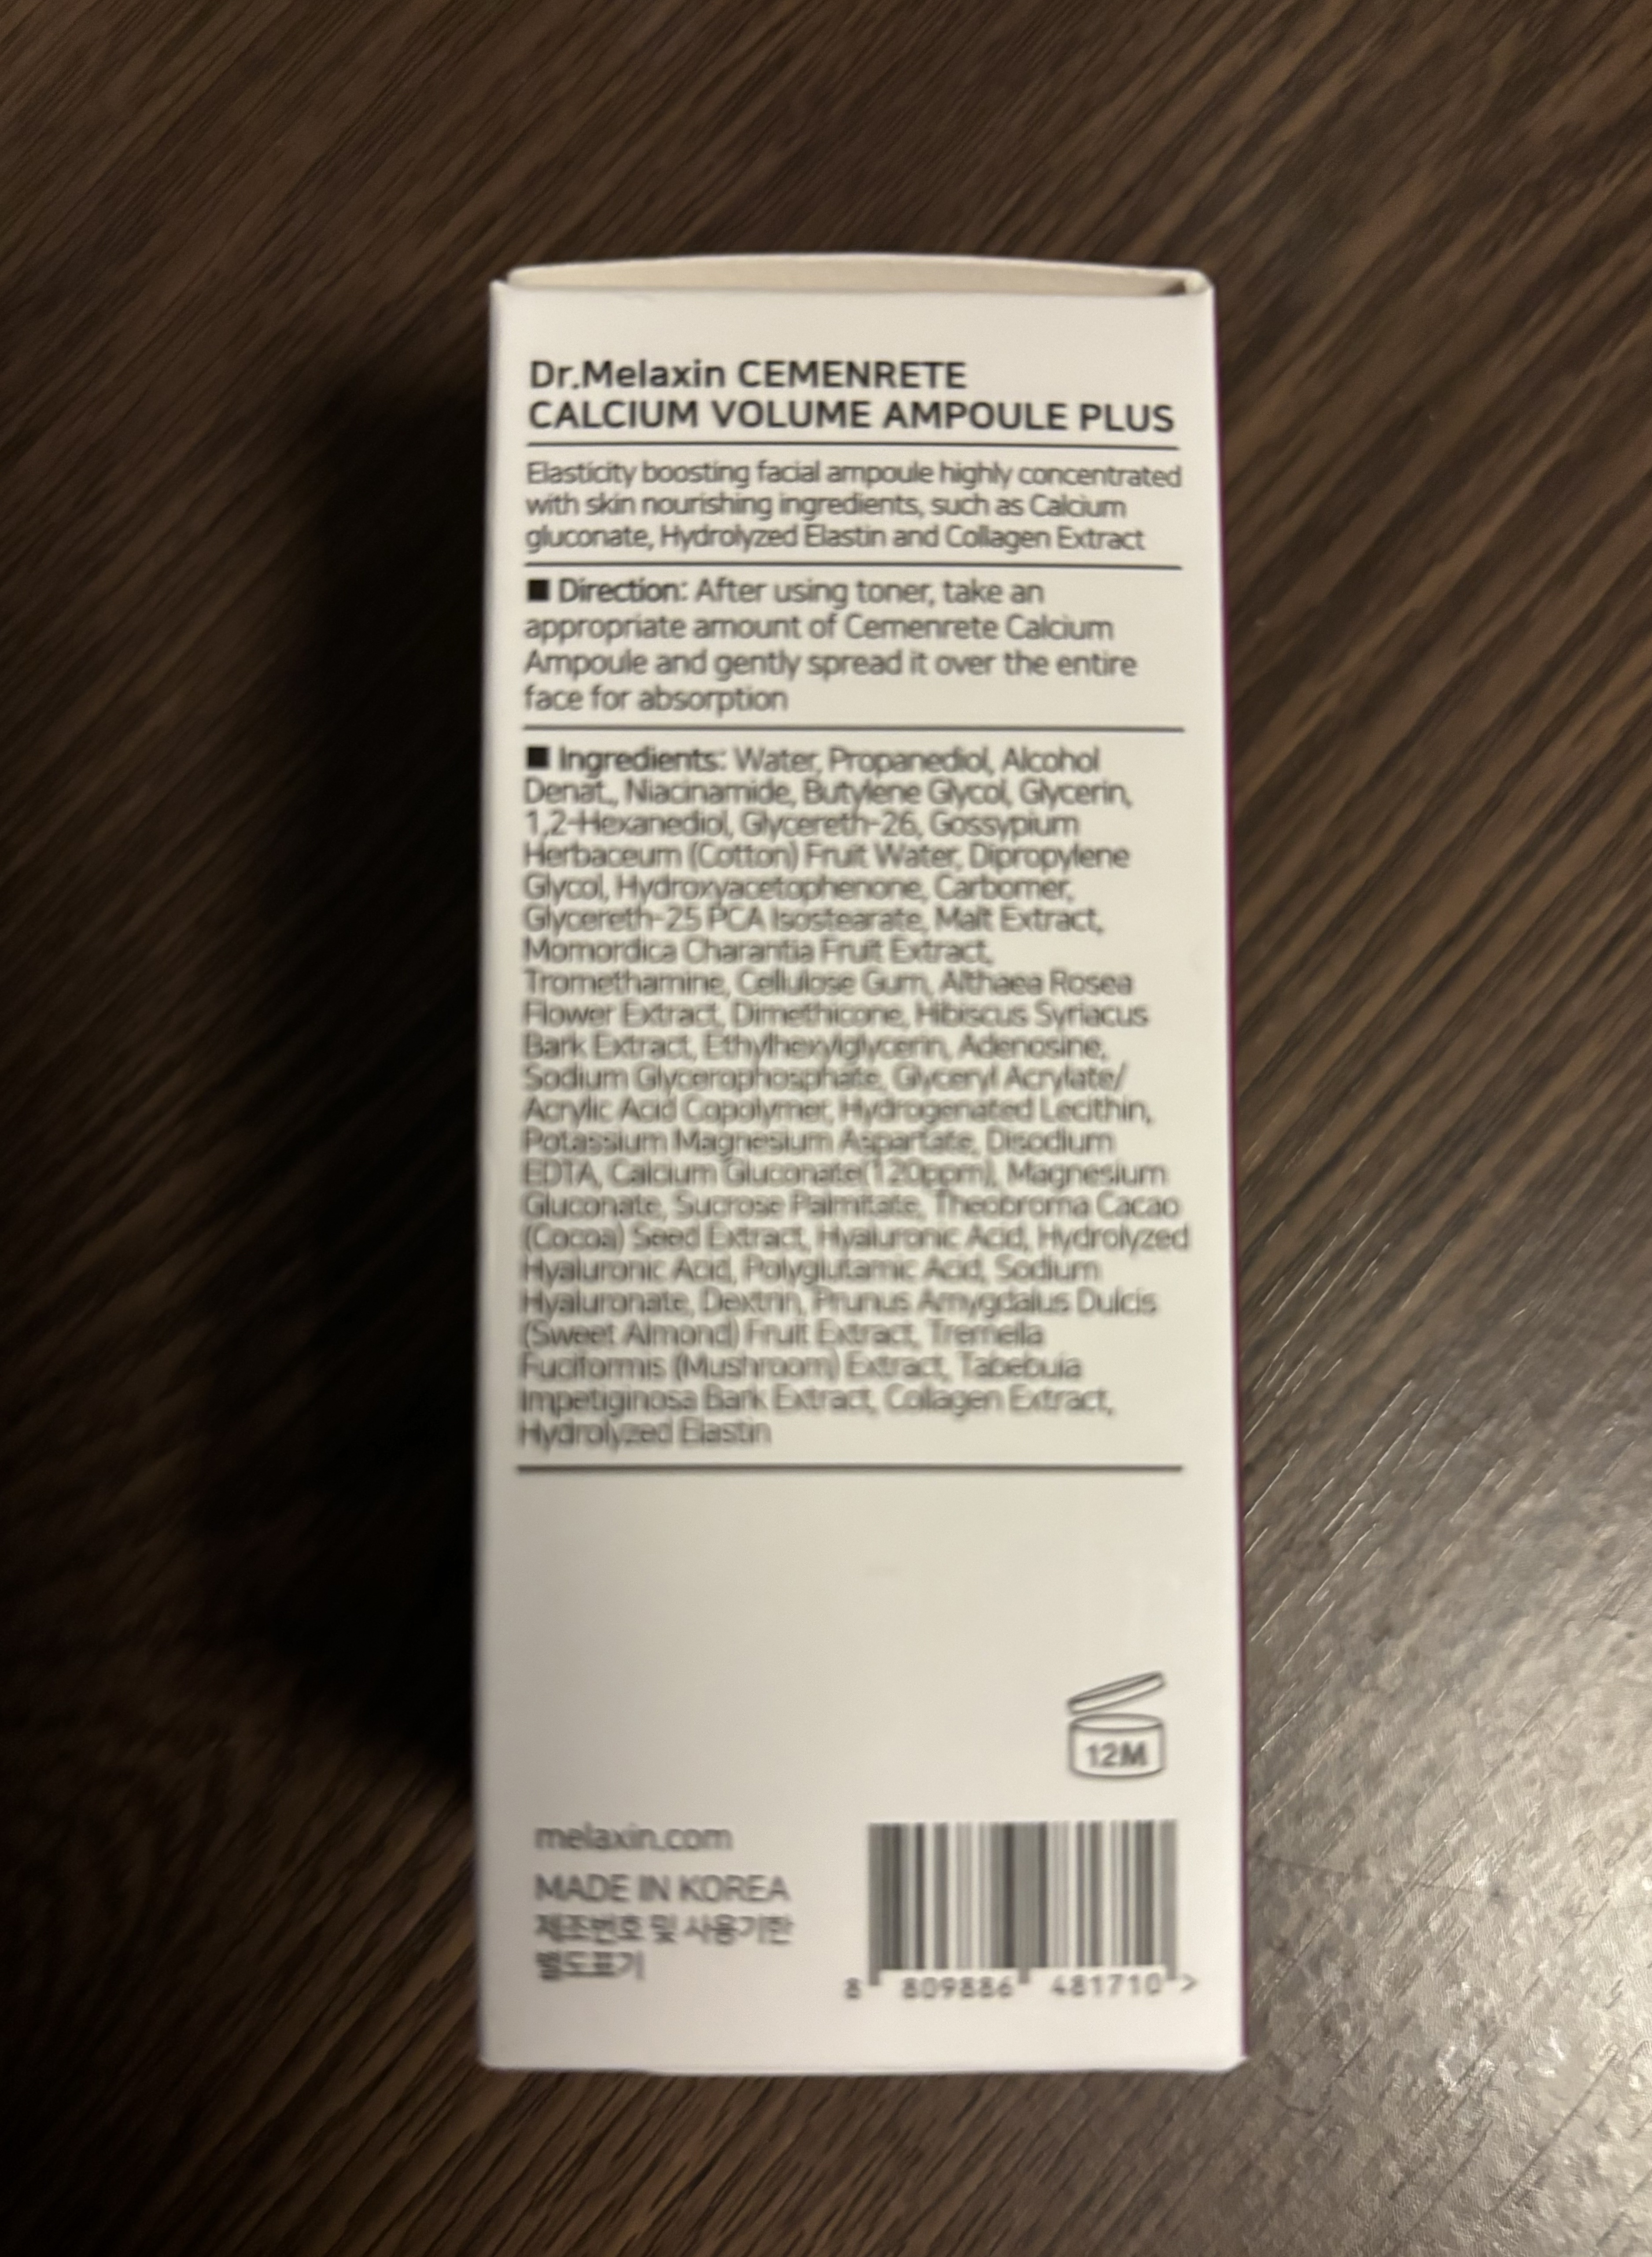 Dr.Melaxin CEMENRETE
CALCIUM VOLUME AMPOULE PLUS
Elasticity boosting facial ampoule highly concentrated
with skin nourishing ingredients, such as Calcium
gluconate, Hydrolyzed Elastin and Collagen Extract
■ Direction: After using toner, take an
appropriate amount of Cemenrete Calcium
Ampoule and gently spread it over the entire
face for absorption
■ Ingredients: Water, Propanediol, Alcohol
Denat., Niacinamide, Butylene Glycol, Glycerin,
1,2-Hexanediol, Glycereth-26, Gossypium
Herbaceum (Cotton) Fruit Water, Dipropylene
Glycol, Hydroxyacetophenone, Carbomer,
Glycereth-25 PCA Isostearate, Malt Extract,
Momordica Charantia Fruit Extract,
Tromethamine, Cellulose Gum, Althaea Rosea
Flower Extract, Dimethicone, Hibiscus Syriacus
Bark Extract, Ethylhexylglycerin, Adenosine,
Sodium Glycerophosphate, Glyceryl Acrylate/
Acrylic Acid Copolymer, Hydrogenated Lecithin,
Potassium Magnesium Aspartate, Disodium
EDTA, Calcium Gluconate(120ppm), Magnesium
Gluconate, Sucrose Palmitate, Theobroma Cacao
(Cocoa) Seed Extract, Hyaluronic Acid, Hydrolyzed
Hyaluronic Acid, Polyglutamic Acid, Sodium
Hyaluronate, Dextrin, Prunus Amygdalus Dulcis
(Sweet Almond) Fruit Extract, Tremella
Fuciformis (Mushroom) Extract, Tabebuia
Impetiginosa Bark Extract, Collagen Extract,
Hydrolyzed Elastin
12M
melaxin.com
MADE IN KOREA
제조번호 및 사용기한
별도표기
8 809886 481710 >